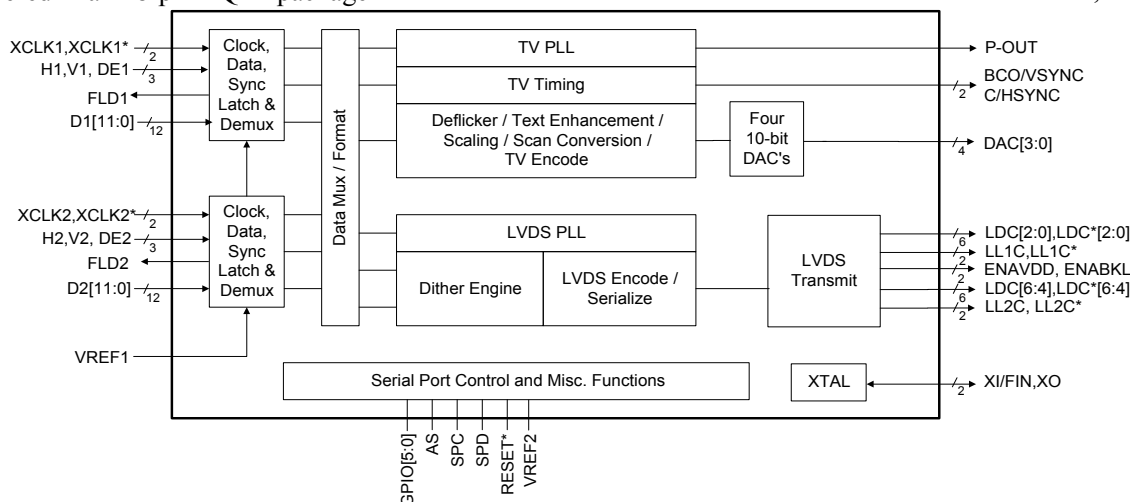 XCLK1,XCLK1*
2
H1,V1, DE1
3
FLD1
D1[11:0]
12
Clock,
Data,
Sync
Latch &
Demux
XCLK2,XCLK2*
2
H2,V2, DE2
3
FLD2
D2[11:0]
12
Clock,
Data,
Sync
Latch &
Demux
VREF1
Data Mux / Format
TV PLL
TV Timing
Deflicker / Text Enhancement /
Scaling / Scan Conversion /
TV Encode
Four
10-bit
DAC's
P-OUT
BCO/VSYNC
2
C/HSYNC
DAC[3:0]
4
LVDS PLL
Dither Engine
LVDS Encode /
Serialize
LVDS
Transmit
LDC[2:0],LDC*[2:0]
6
LL1C,LL1C*
2
ENAVDD, ENABKL
2
LDC[6:4],LDC*[6:4]
6
LL2C, LL2C*
2
Serial Port Control and Misc. Functions
XTAL
XI/FIN,XO
2
GPIO[5:0]
AS
SPC
SPD
RESET*
VREF2